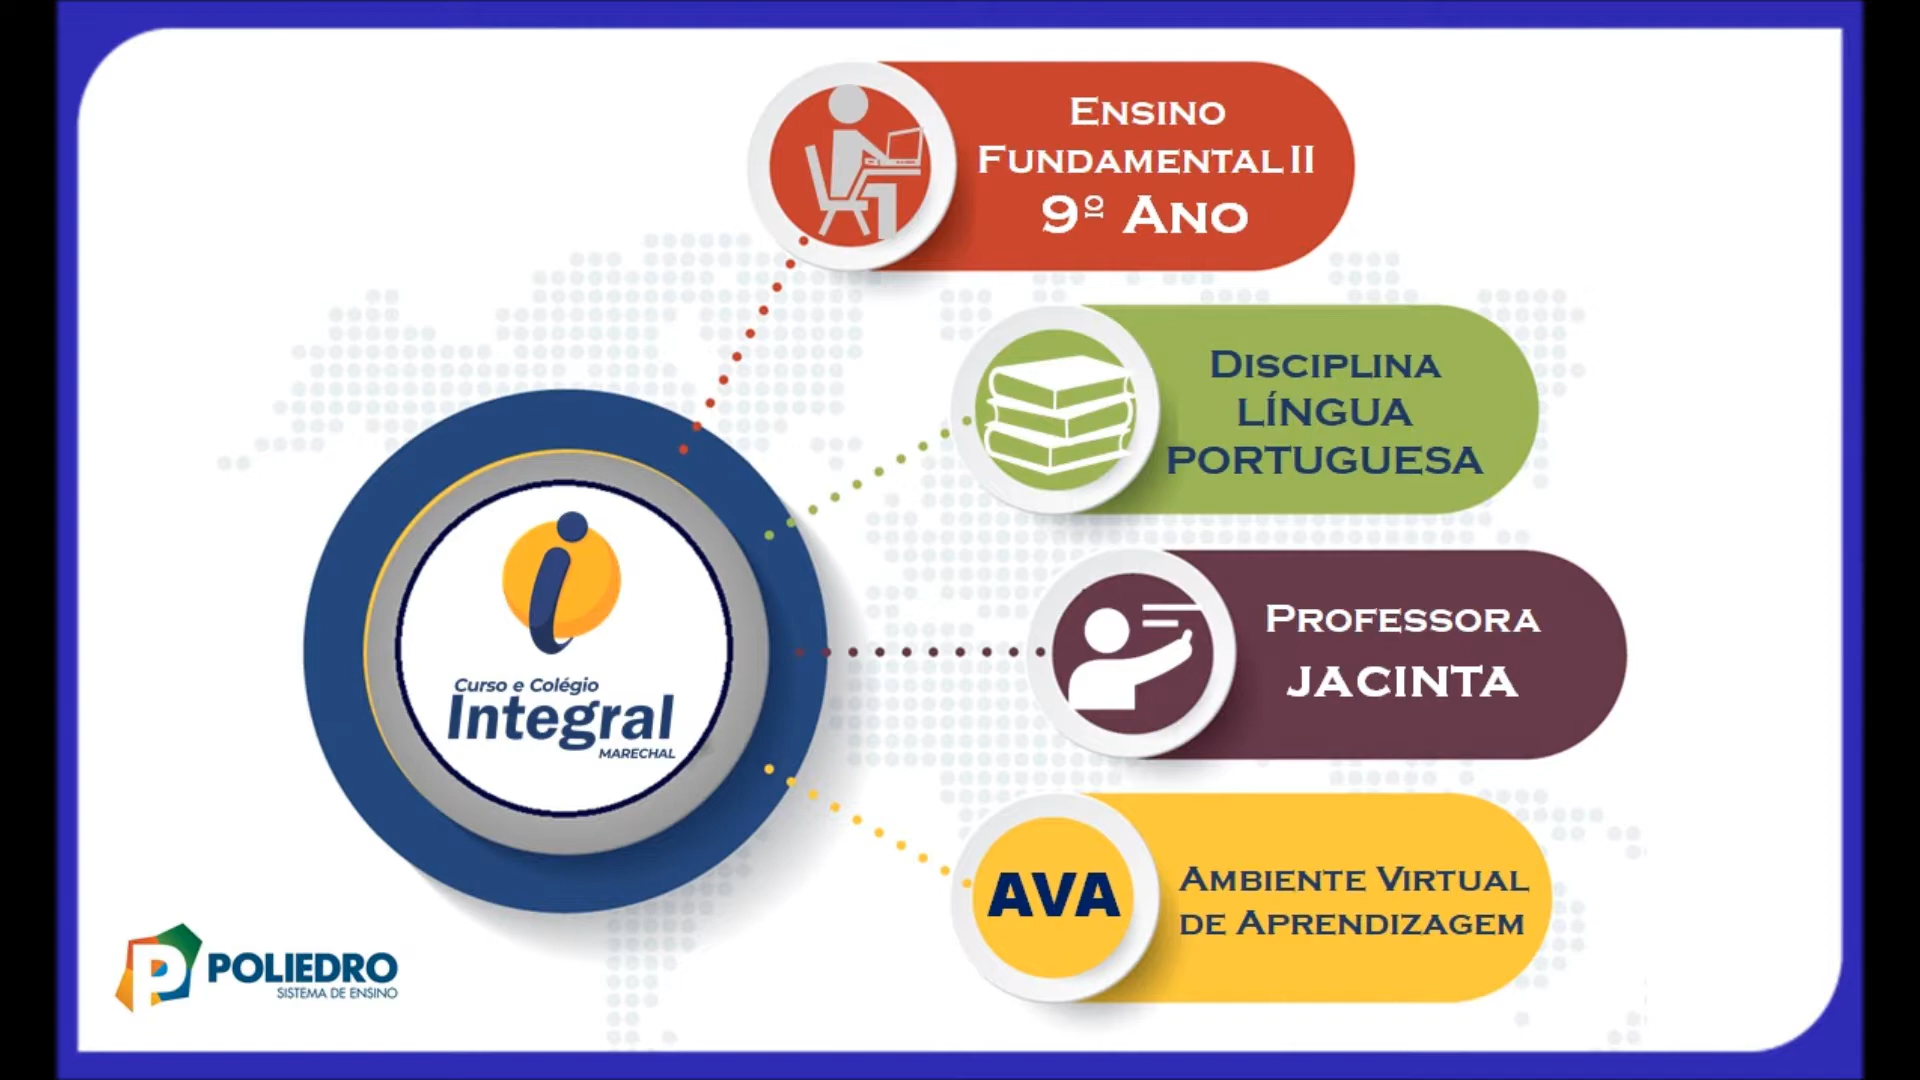 Ensino
Fundamental II
9º Ano
Disciplina
LÍNGUA
PORTUGUESA
Curso e Colégio
Integral
MARECHAL
Professora
JACINTA
AVA
Ambiente Virtual
de Aprendizagem
P
POLIEDRO
SISTEMA DE ENSINO